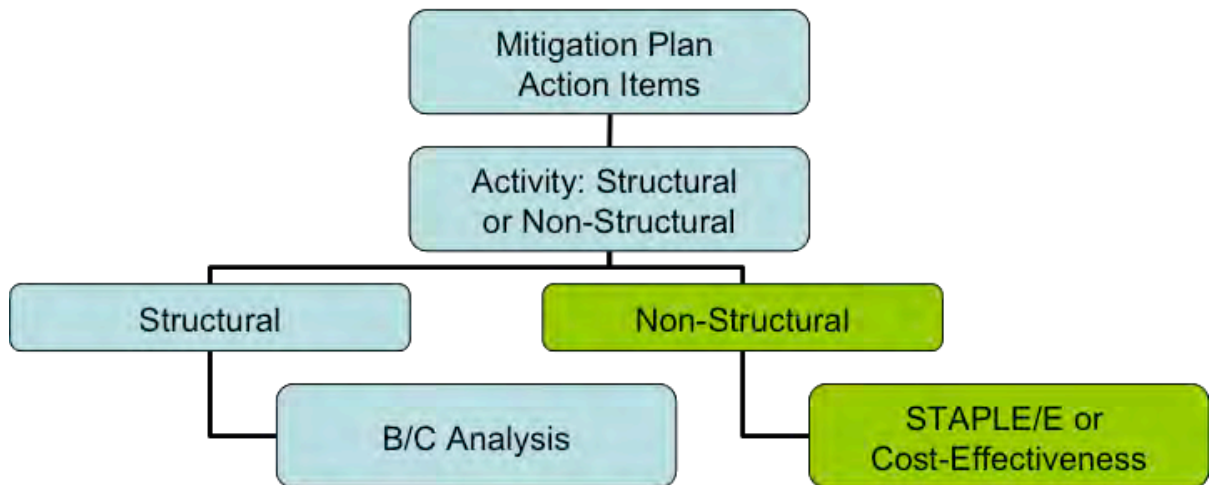 Mitigation Plan
Action Items
Activity: Structural
or Non-Structural
Structural
Non-Structural
B/C Analysis
STAPLE/E or
Cost-Effectiveness